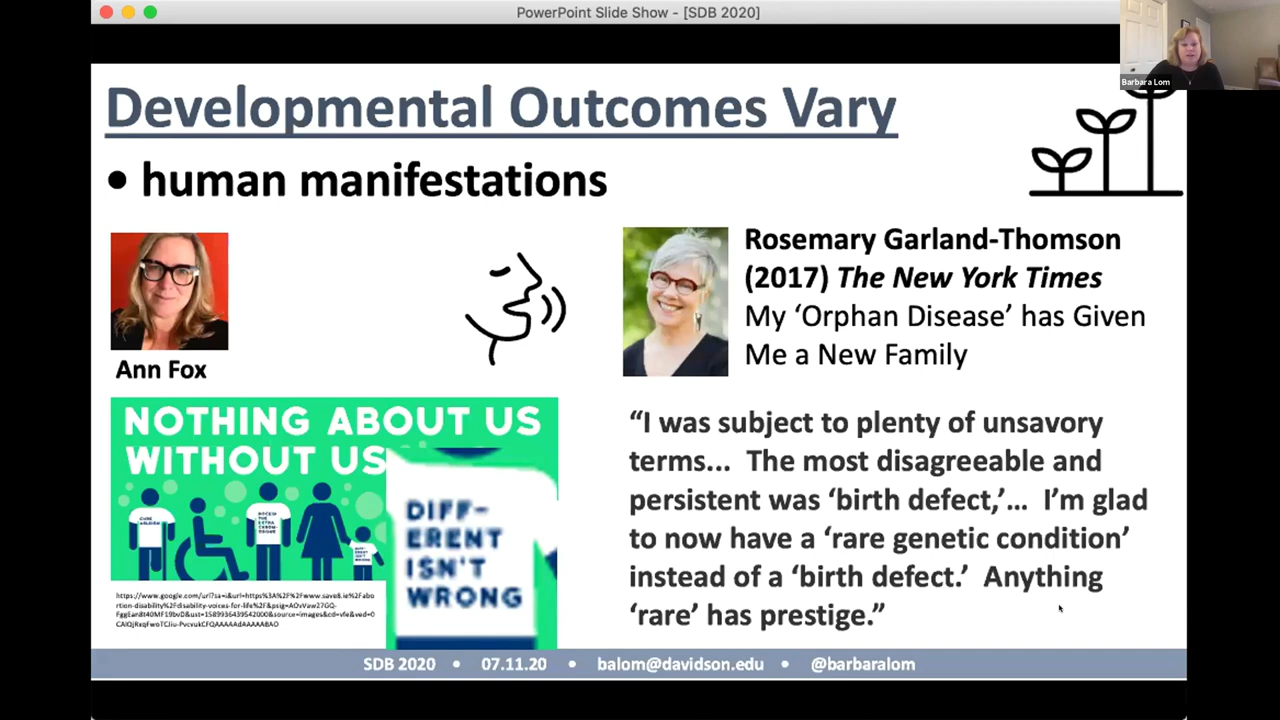 PowerPoint Slide Show - [SDB 2020]
Barbara Lom
Developmental Outcomes Vary
• human manifestations
Ann Fox
Rosemary Garland-Thomson
(2017) The New York Times
My ‘Orphan Disease’ has Given
Me a New Family
NOTHING ABOUT US
WITHOUT US
DIFF-
ERENT
ISN'T
WRONG
“I was subject to plenty of unsavory
terms... The most disagreeable and
persistent was ‘birth defect,’... I’m glad
to now have a ‘rare genetic condition’
instead of a ‘birth defect.’ Anything
‘rare’ has prestige.”
SDB 2020 • 07.11.20 • balom@davidson.edu • @barbaralom